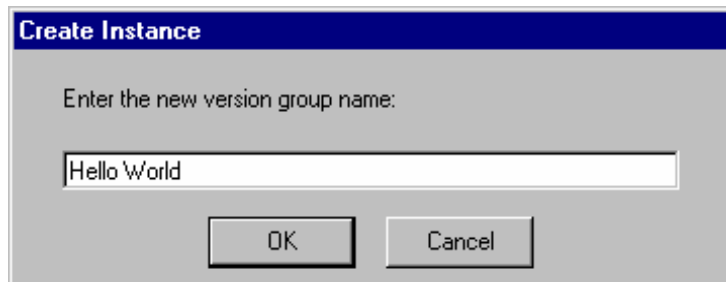 Create Instance
Enter the new version group name:
Hello World
OK Cancel